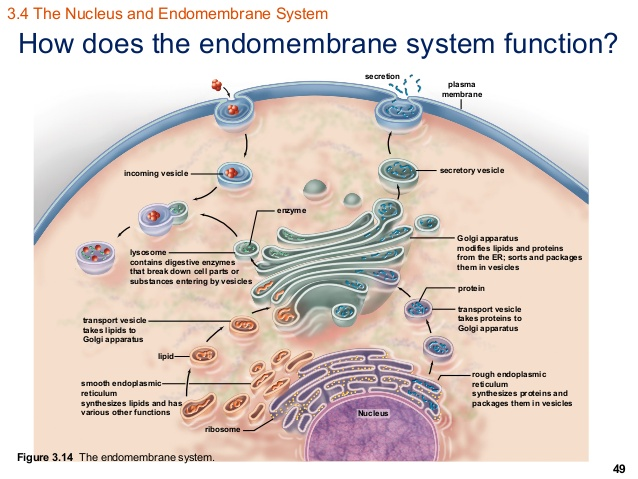 3.4 The Nucleus and Endomembrane System
How does the endomembrane system function?
secretion
plasma
membrane
incoming vesicle
secretory vesicle
enzyme
lysosome
contains digestive enzymes
that break down cell parts or
substances entering by vesicles
Golgi apparatus
modifies lipids and proteins
from the ER; sorts and packages
them in vesicles
protein
transport vesicle
takes proteins to
Golgi apparatus
transport vesicle
takes lipids to
Golgi apparatus
lipid
smooth endoplasmic
reticulum
synthesizes lipids and has
various other functions
rough endoplasmic
reticulum
synthesizes proteins and
packages them in vesicles
Nucleus
ribosome
Figure 3.14 The endomembrane system.
49